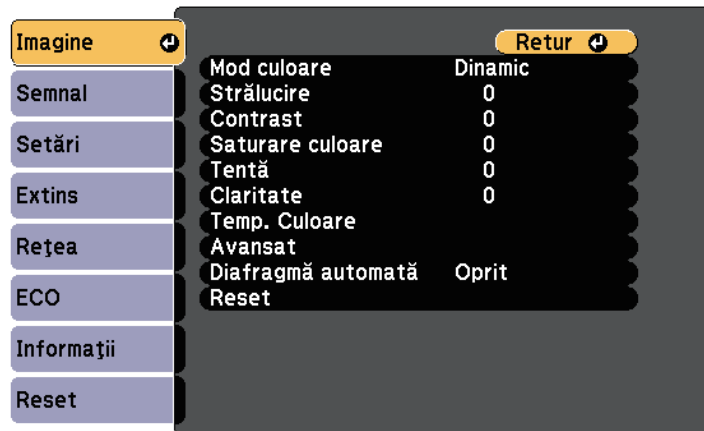 Imagine
Semnal
Setări
Extins
Reţea
ECO
Informaţii
Reset
Retur
Mod culoare Dinamic
Strălucire 0
Contrast 0
Saturare culoare 0
Tentă 0
Claritate 0
Temp. Culoare
Avansat
Diafragmă automată Oprit
Reset